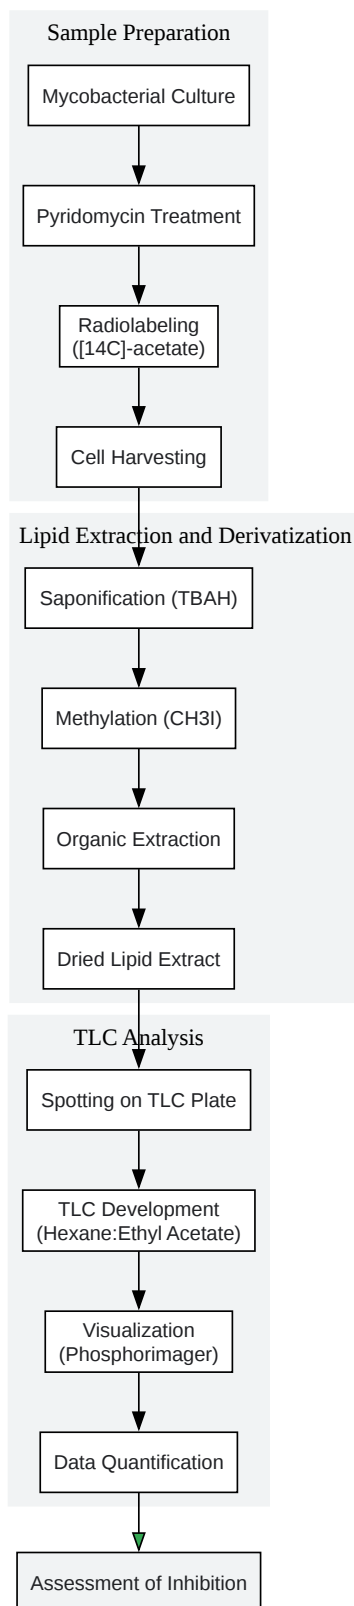 Sample Preparation
Mycobacterial Culture
Pyridomycin Treatment
Radiolabeling
([14C]-acetate)
Cell Harvesting
Lipid Extraction and Derivatization
Saponification (TBAH)
Methylation (CH3I)
Organic Extraction
Dried Lipid Extract
TLC Analysis
Spotting on TLC Plate
TLC Development
(Hexane:Ethyl Acetate)
Visualization
(Phosphorimager)
Data Quantification
Assessment of Inhibition